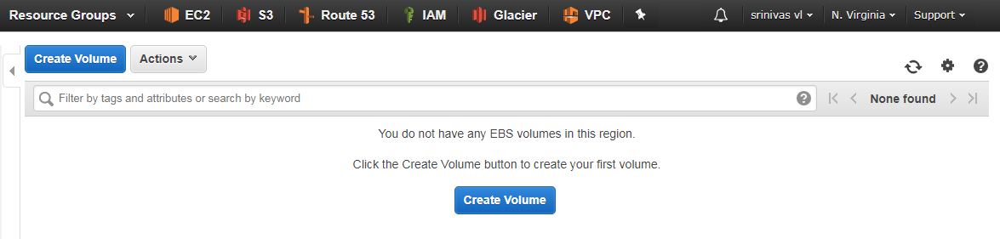 Resource Groups EC2 S3 Route 53 IAM Glacier VPC srinivas vl N. Virginia Support
Create Volume Actions
Filter by tags and attributes or search by keyword None found
You do not have any EBS volumes in this region.
Click the Create Volume button to create your first volume.
Create Volume